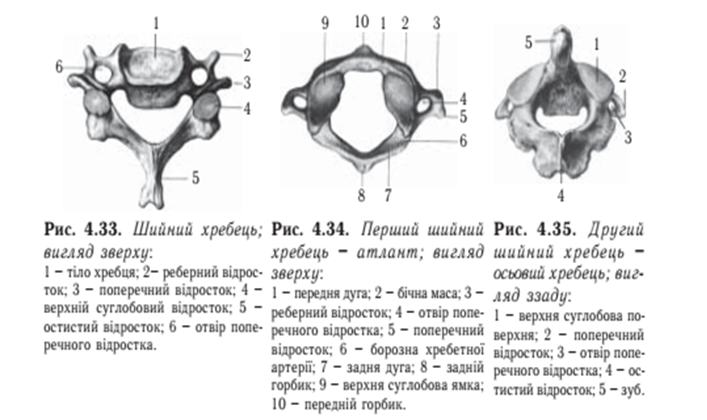 1
2
6
3
4
5
9 10 1 2 3
4
5
6
8 7
5
1
2
3
4
Рис. 4.33. Шийний хребець;
вигляд зверху:
1 – тіло хребця; 2– реберний відрос-
ток; 3 – поперечний відросток; 4 –
верхній суглобовий відросток; 5 –
остистий відросток; 6 – отвір попе-
речного відростка.
Рис. 4.34. Перший шийний
хребець – атлант; вигляд
зверху:
1 – передня дуга; 2 – бічна маса; 3 –
реберний відросток; 4 – отвір попе-
речного відростка; 5 – поперечний
відросток; 6 – борозна хребетної
артерії; 7 – задня дуга; 8 – задній
горбик; 9 – верхня суглобова ямка;
10 – передній горбик.
Рис. 4.35. Другий
шийний хребець –
осьовий хребець; виг-
ляд ззаду:
1 – верхня суглобова по-
верхня; 2 – поперечний
відросток; 3 – отвір попе-
речного відростка; 4 – ос-
тистий відросток; 5 – зуб.